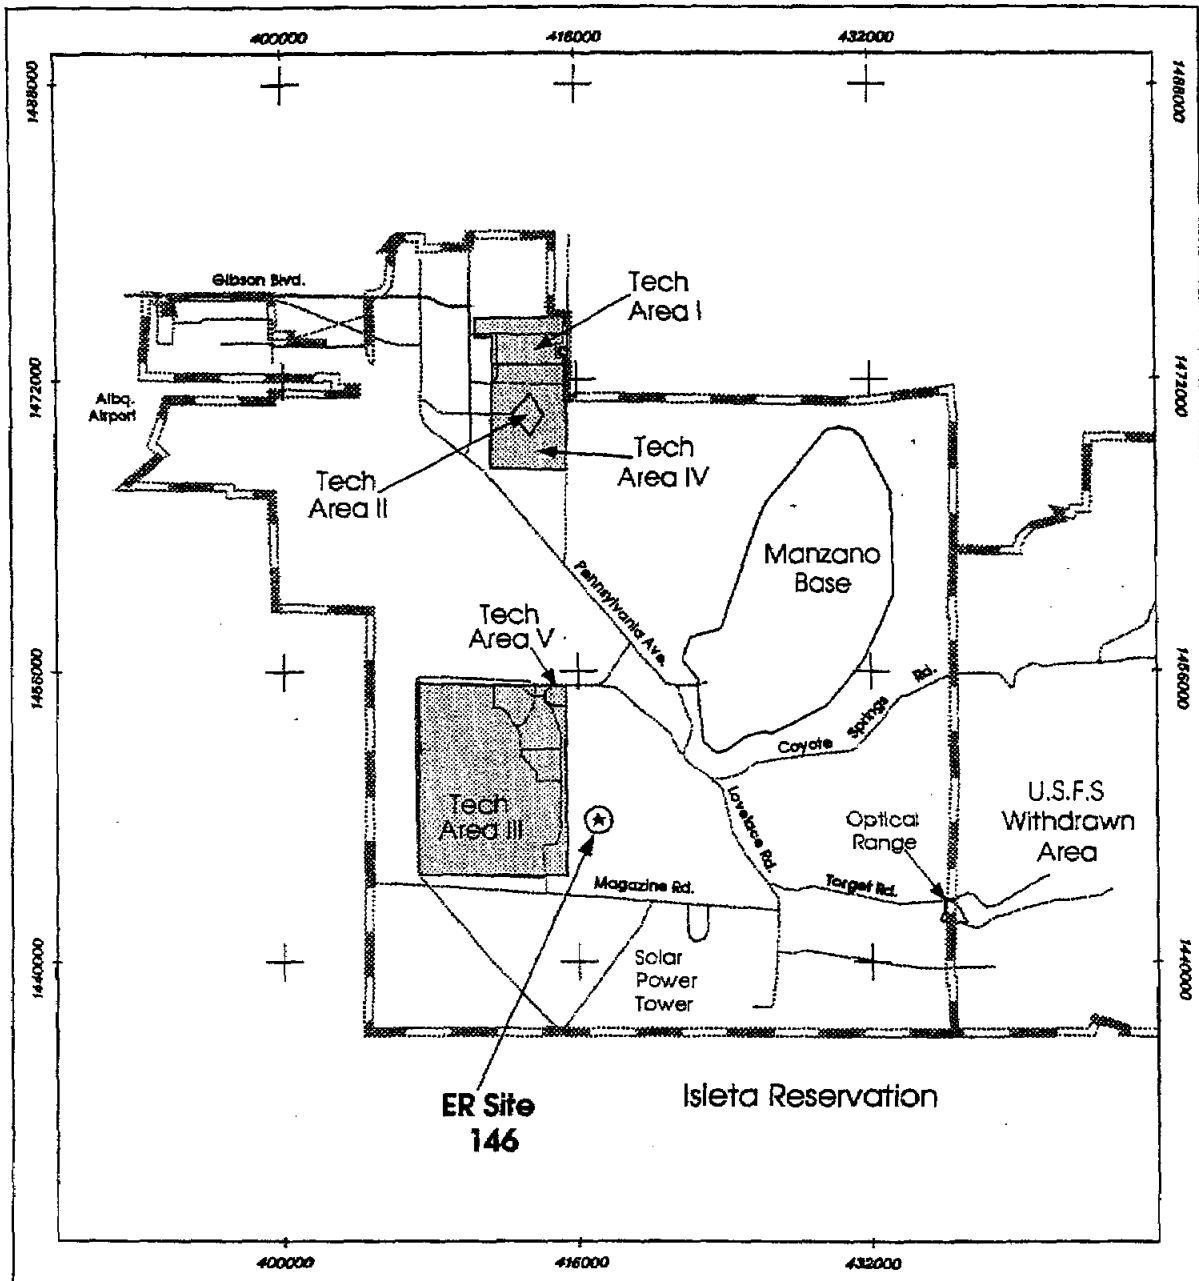 400000
416000
432000
1488000
1488000
Gibson Blvd.
Tech
Area I
1472000
1472000
Albq.
Airport
Tech
Area IV
Tech
Area II
Manzano
Base
Pennsylvania Ave.
Tech
Area V
1456000
1456000
Coyote Springs Rd.
Tech
Area III
Lovelace Rd.
U.S.F.S
Withdrawn
Area
Optical
Range
Magazine Rd.
Target Rd.
1440000
1440000
Solar
Power
Tower
ER Site
146
Isleta Reservation
400000
416000
432000